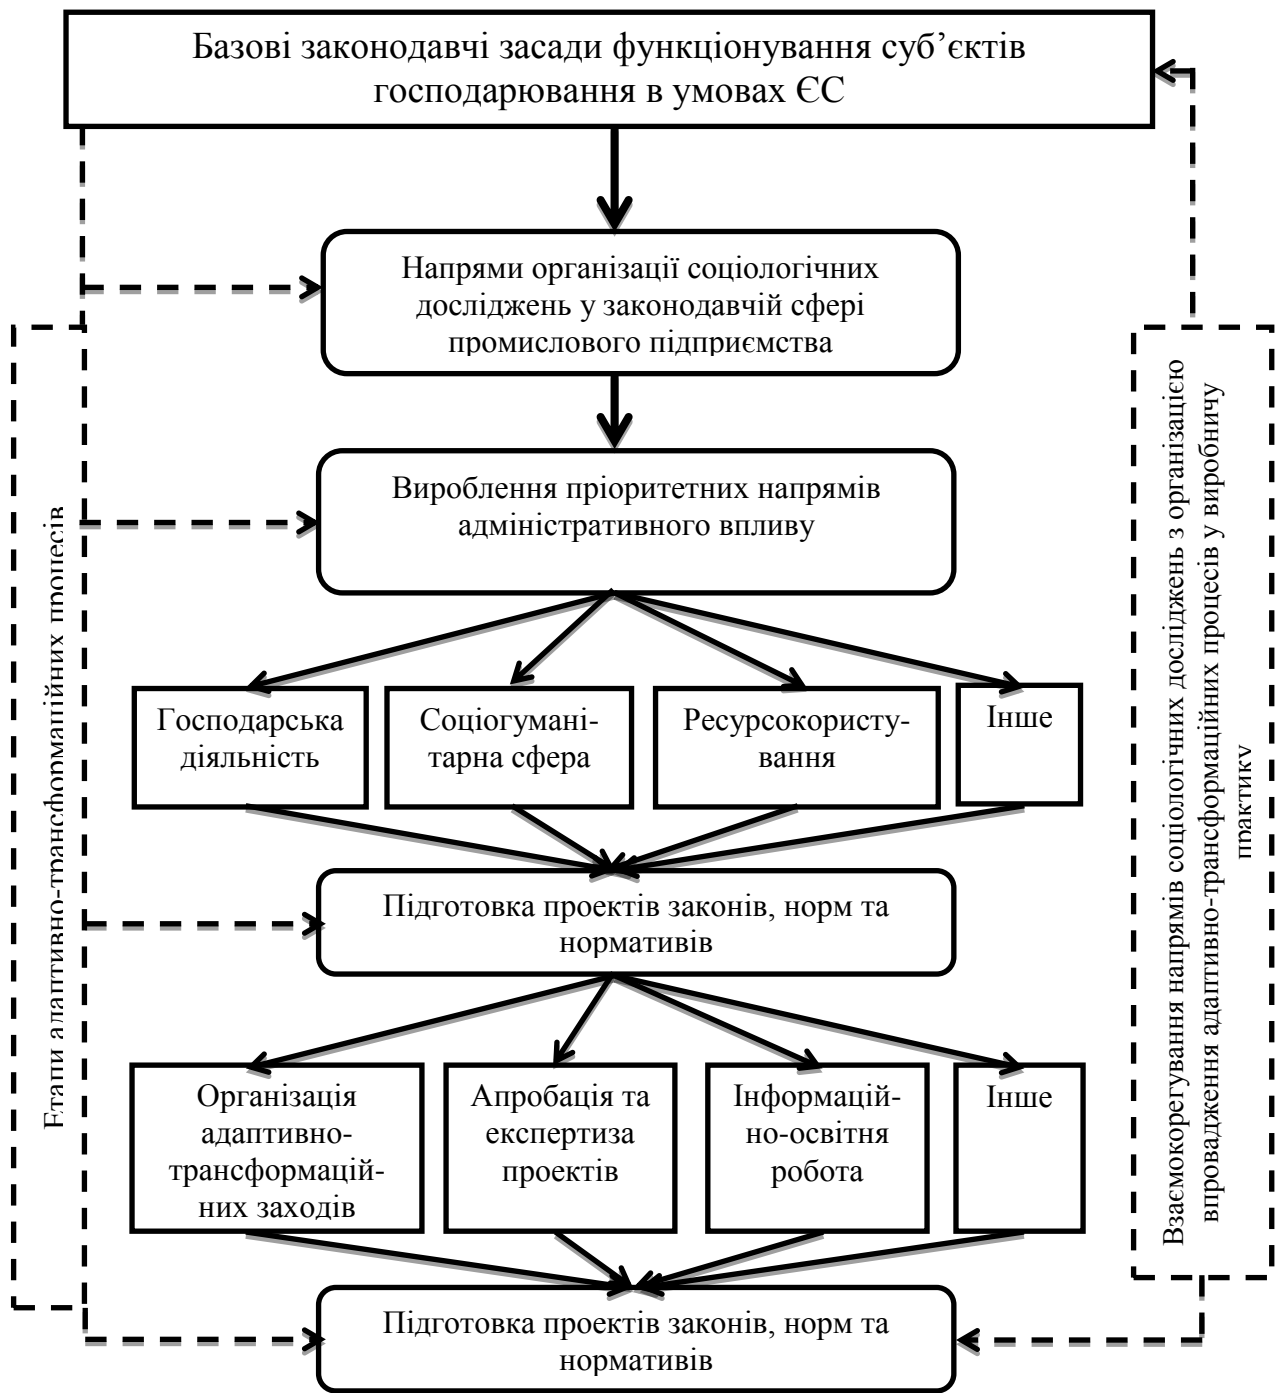 Базові законодавчі засади функціонування суб’єктів
господарювання в умовах ЄС
Напрями організації соціологічних
досліджень у законодавчій сфері
промислового підприємства
Вироблення пріоритетних напрямів
адміністративного впливу
Господарська
діяльність
Соціогумані-
тарна сфера
Ресурсокористу-
вання
Інше
Підготовка проектів законів, норм та
нормативів
Організація
адаптивно-
трансформацій-
них заходів
Апробація та
експертиза
проектів
Інформацій-
но-освітня
робота
Інше
Підготовка проектів законів, норм та
нормативів
Етапи адаптивно-трансформаційних процесів
Взаємокорегування напрямів соціологічних досліджень з організацією
впровадження адаптивно-трансформаційних процесів у виробничу
практику